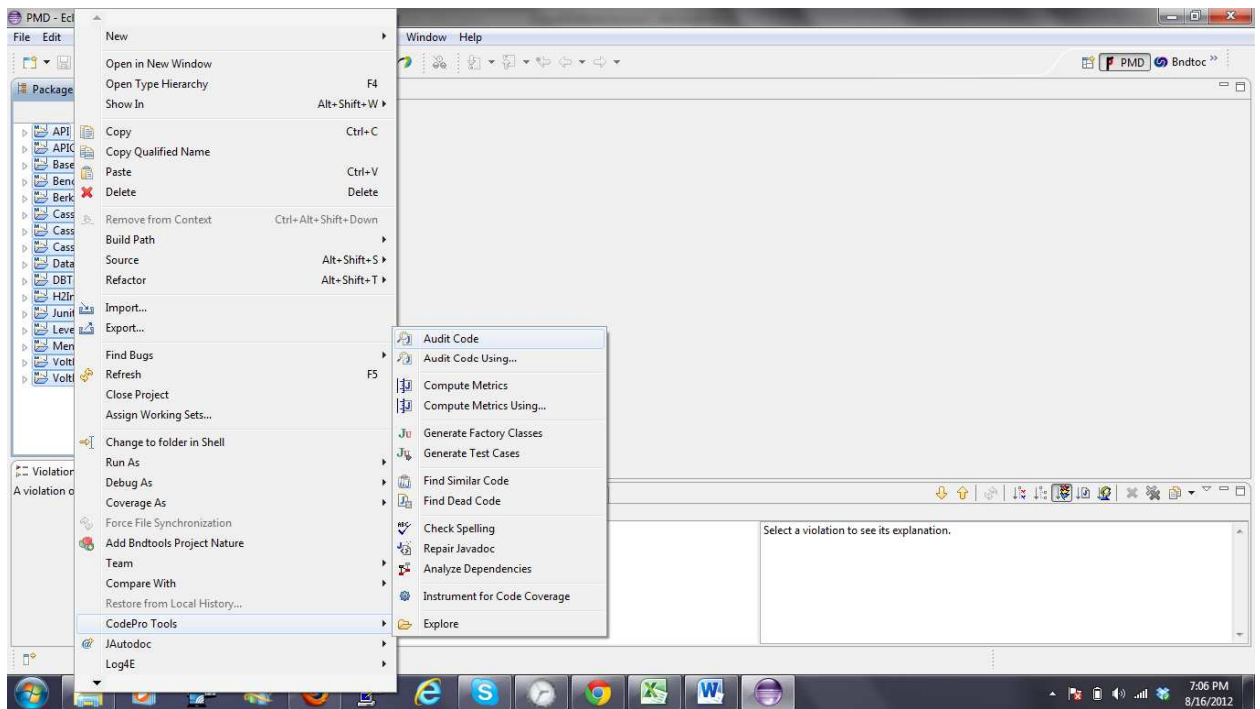 PMD - Ecl
File Edit Window Help
PMD Bndtoc »
Package
API
APIC
Base
Benc
Berk
Cass
Cass
Cass
Data
DBT
H2In
Junit
Leve
Mem
Volt
Volt
New
Open in New Window
Open Type Hierarchy F4
Show In Alt+Shift+W
Copy Ctrl+C
Copy Qualified Name
Paste Ctrl+V
Delete Delete
Remove from Context Ctrl+Alt+Shift+Down
Build Path
Source Alt+Shift+S
Refactor Alt+Shift+T
Import...
Export...
Find Bugs
Refresh F5
Close Project
Assign Working Sets...
Change to folder in Shell
Run As
Debug As
Coverage As
Force File Synchronization
Add Bndtools Project Nature
Team
Compare With
Restore from Local History...
CodePro Tools
JAutodoc
Log4E
Audit Code
Audit Code Using...
Compute Metrics
Compute Metrics Using...
Generate Factory Classes
Generate Test Cases
Find Similar Code
Find Dead Code
Check Spelling
Repair Javadoc
Analyze Dependencies
Instrument for Code Coverage
Explore
Violation
A violation o
Select a violation to see its explanation.
7:06 PM
8/16/2012